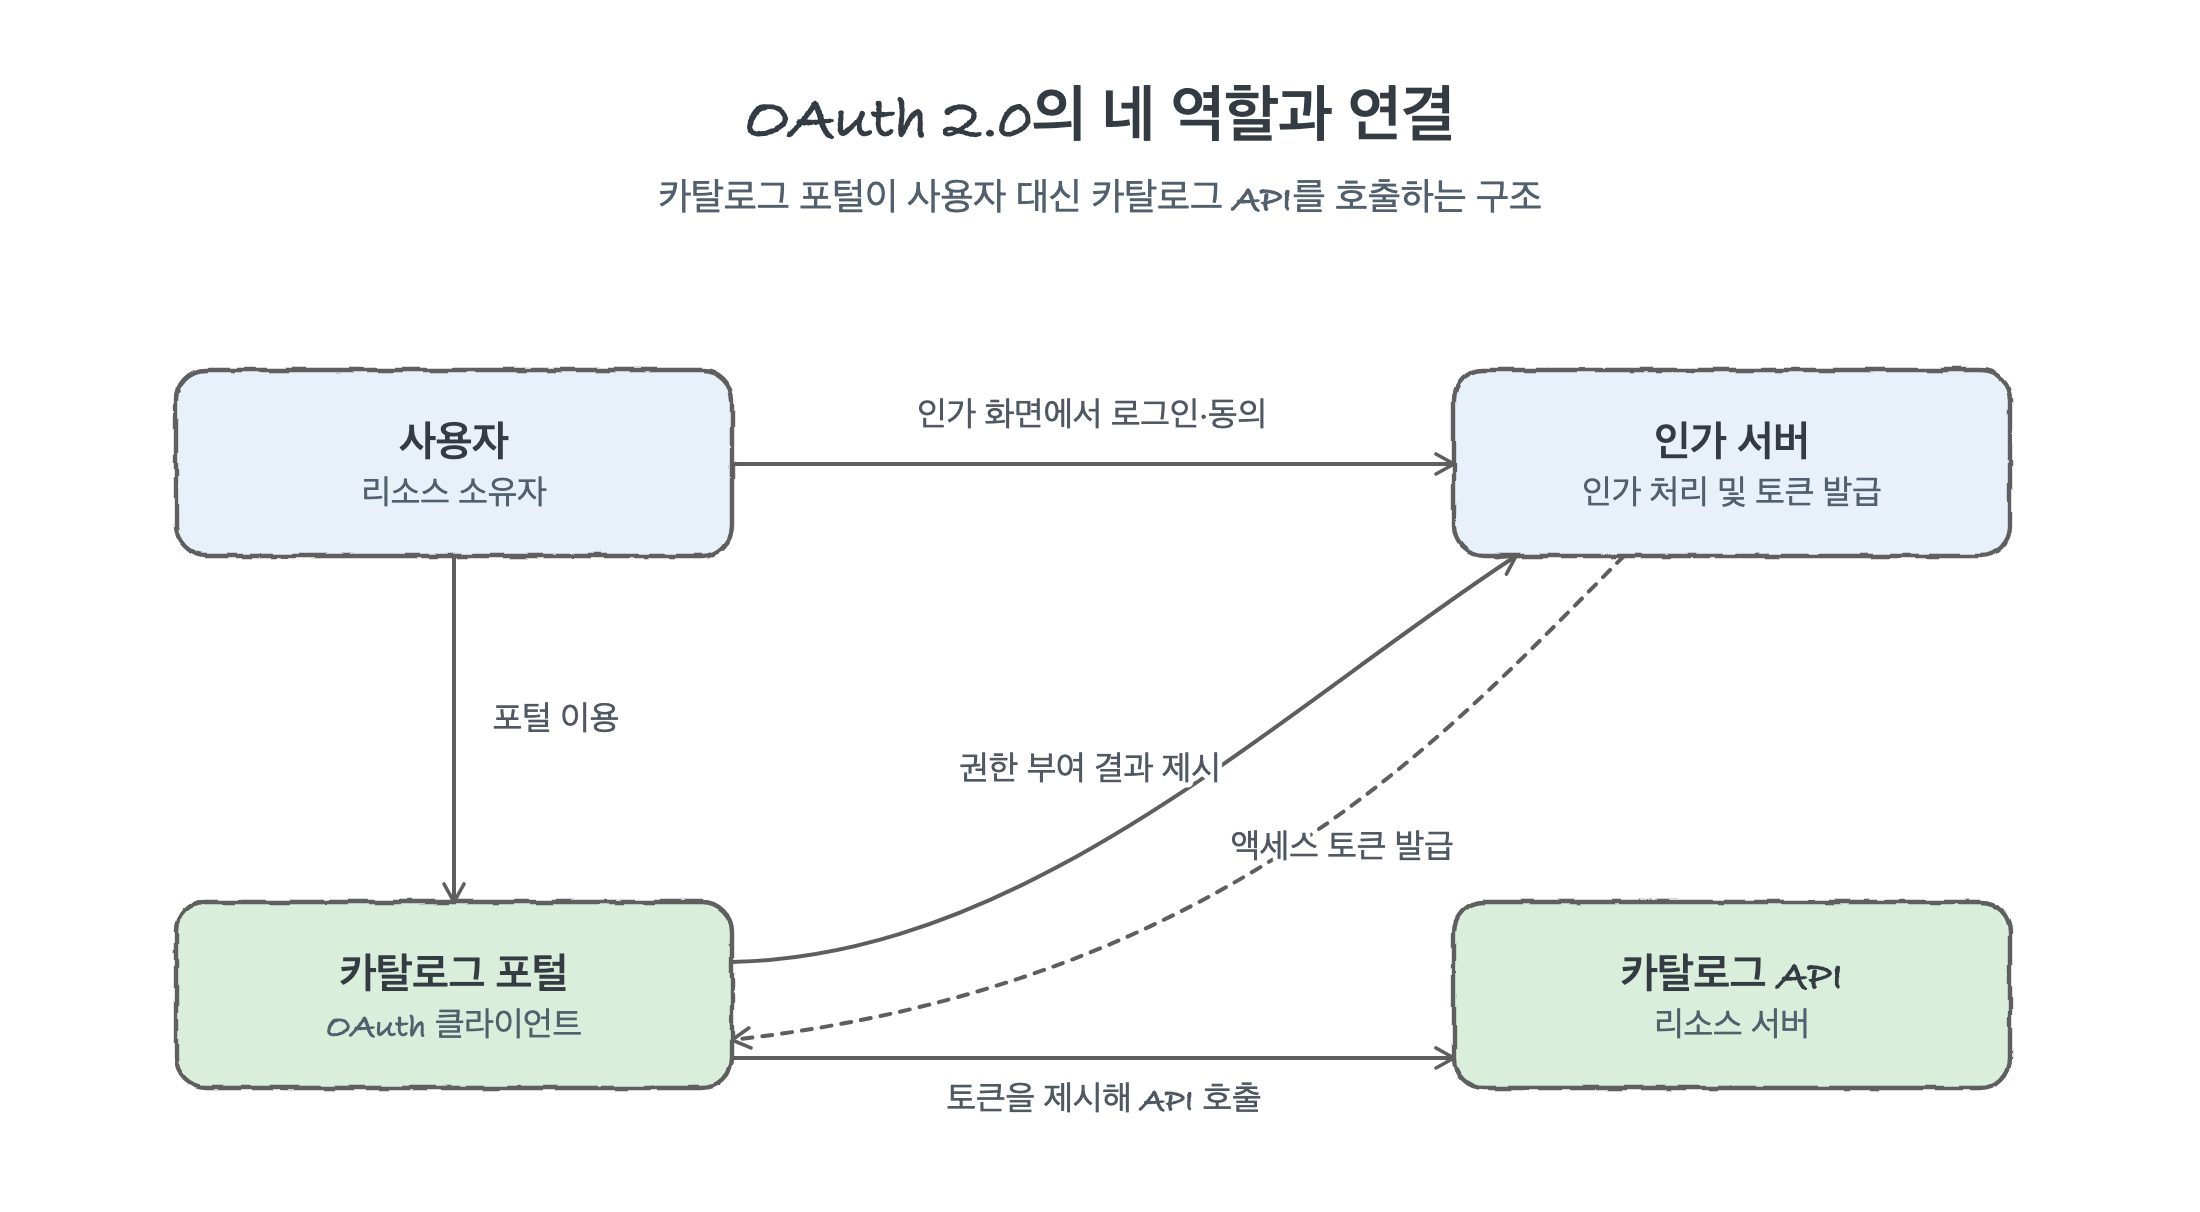 OAuth 2.0의 네 역할과 연결
카탈로그 포털이 사용자 대신 카탈로그 API를 호출하는 구조
사용자
리소스 소유자
인가 화면에서 로그인·동의
인가 서버
인가 처리 및 토큰 발급
포털 이용
권한 부여 결과 제시
액세스 토큰 발급
카탈로그 포털
OAuth 클라이언트
카탈로그 API
리소스 서버
토큰을 제시해 API 호출